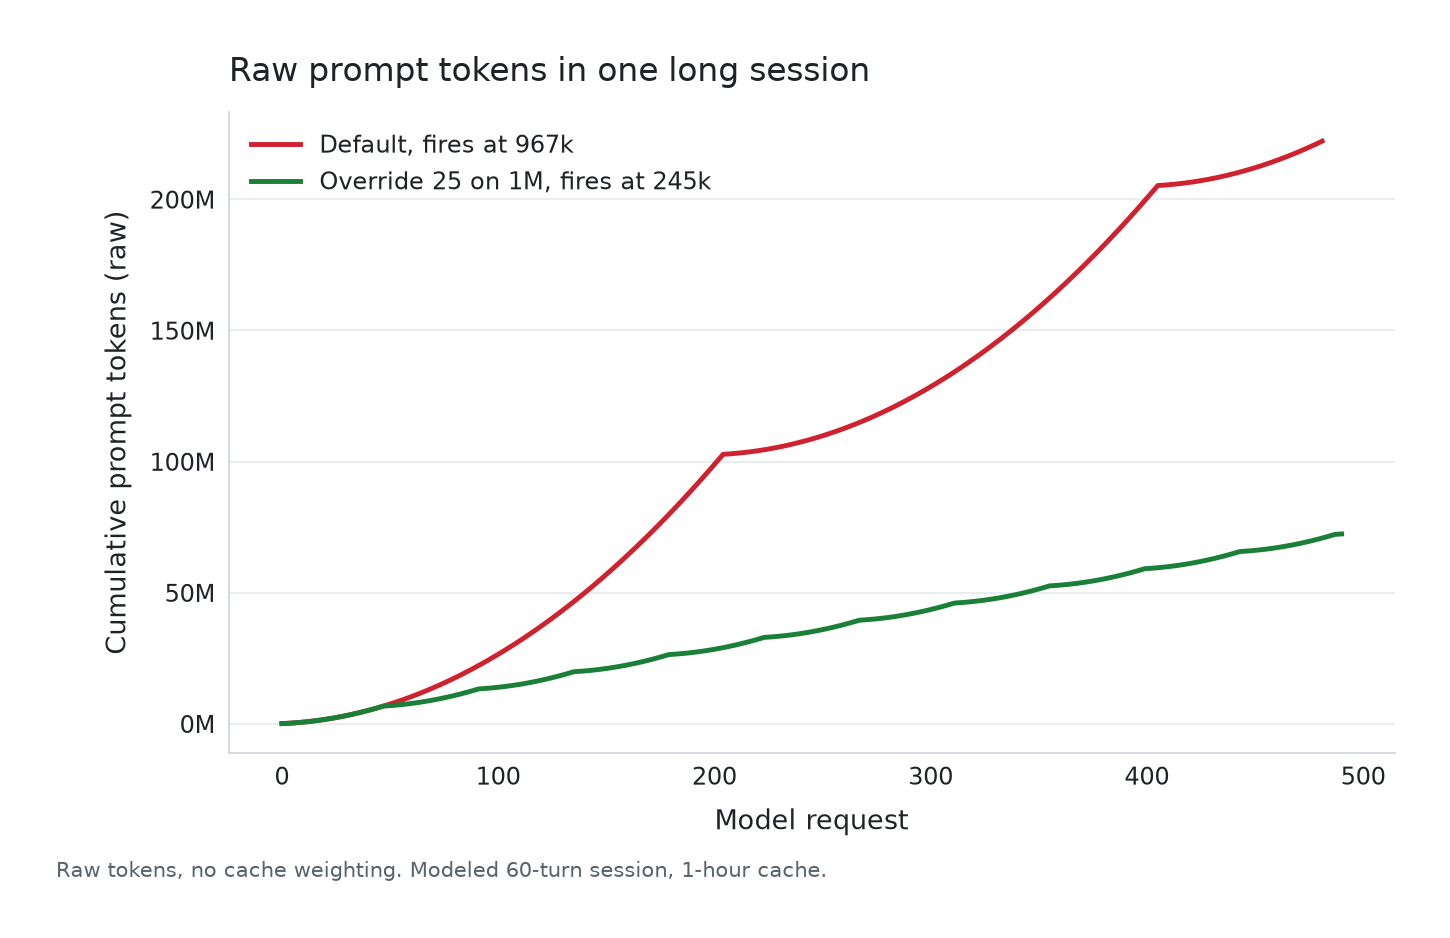 Raw prompt tokens in one long session
Default, fires at 967k
Override 25 on 1M, fires at 245k
Cumulative prompt tokens (raw)
200M
150M
100M
50M
0M
0 100 200 300 400 500
Model request
Raw tokens, no cache weighting. Modeled 60-turn session, 1-hour cache.